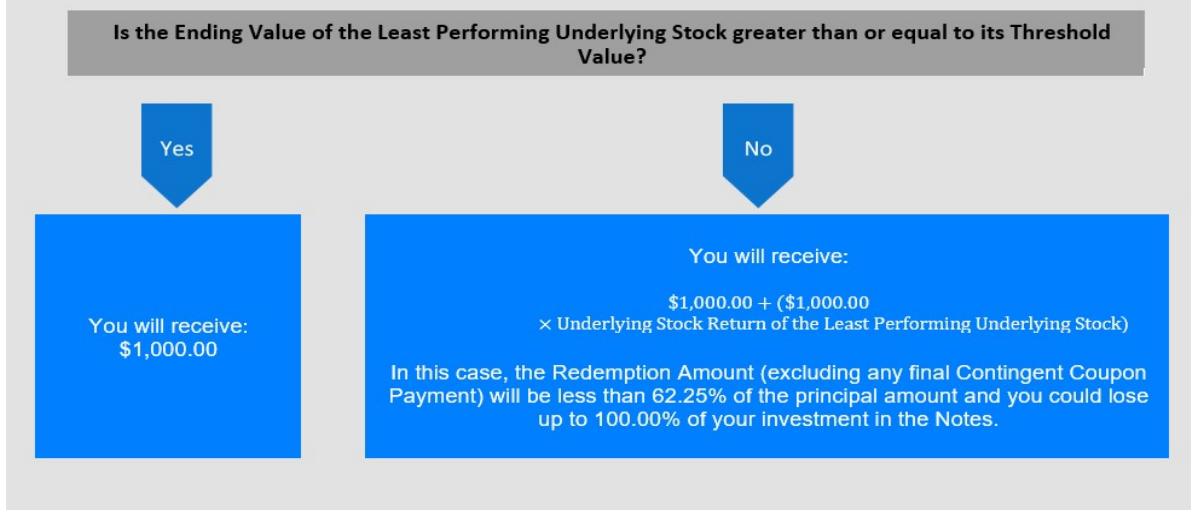 Is the Ending Value of the Least Performing Underlying Stock greater than or equal to its Threshold
Value?
Yes
No
You will receive:
$1,000.00
You will receive:
$1,000.00 + ($1,000.00
× Underlying Stock Return of the Least Performing Underlying Stock)
In this case, the Redemption Amount (excluding any final Contingent Coupon
Payment) will be less than 62.25% of the principal amount and you could lose
up to 100.00% of your investment in the Notes.